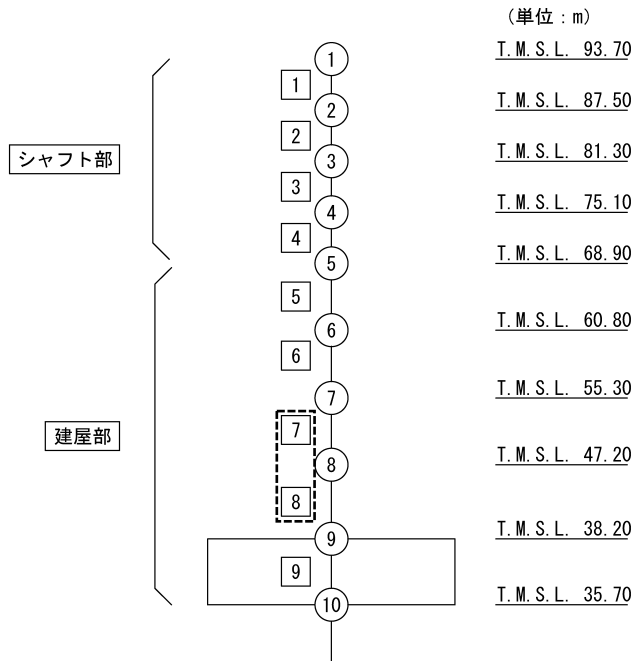 (単位：m)
① T.M.S.L. 93.70
1
② T.M.S.L. 87.50
2
シャフト部
③ T.M.S.L. 81.30
3
④ T.M.S.L. 75.10
4
⑤ T.M.S.L. 68.90
5
⑥ T.M.S.L. 60.80
6
⑦ T.M.S.L. 55.30
7
建屋部
⑧ T.M.S.L. 47.20
8
⑨ T.M.S.L. 38.20
9
⑩ T.M.S.L. 35.70